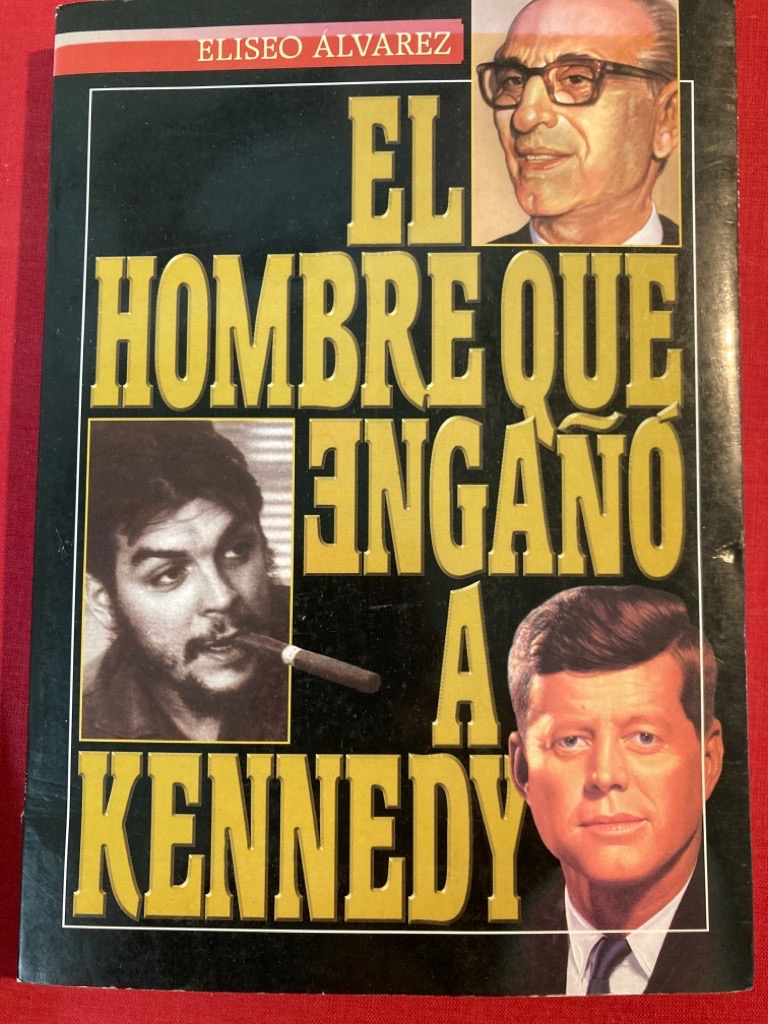 ELISEO ÁLVAREZ
EL
HOMBRE QUE
ENGAÑÓ
A
KENNEDY